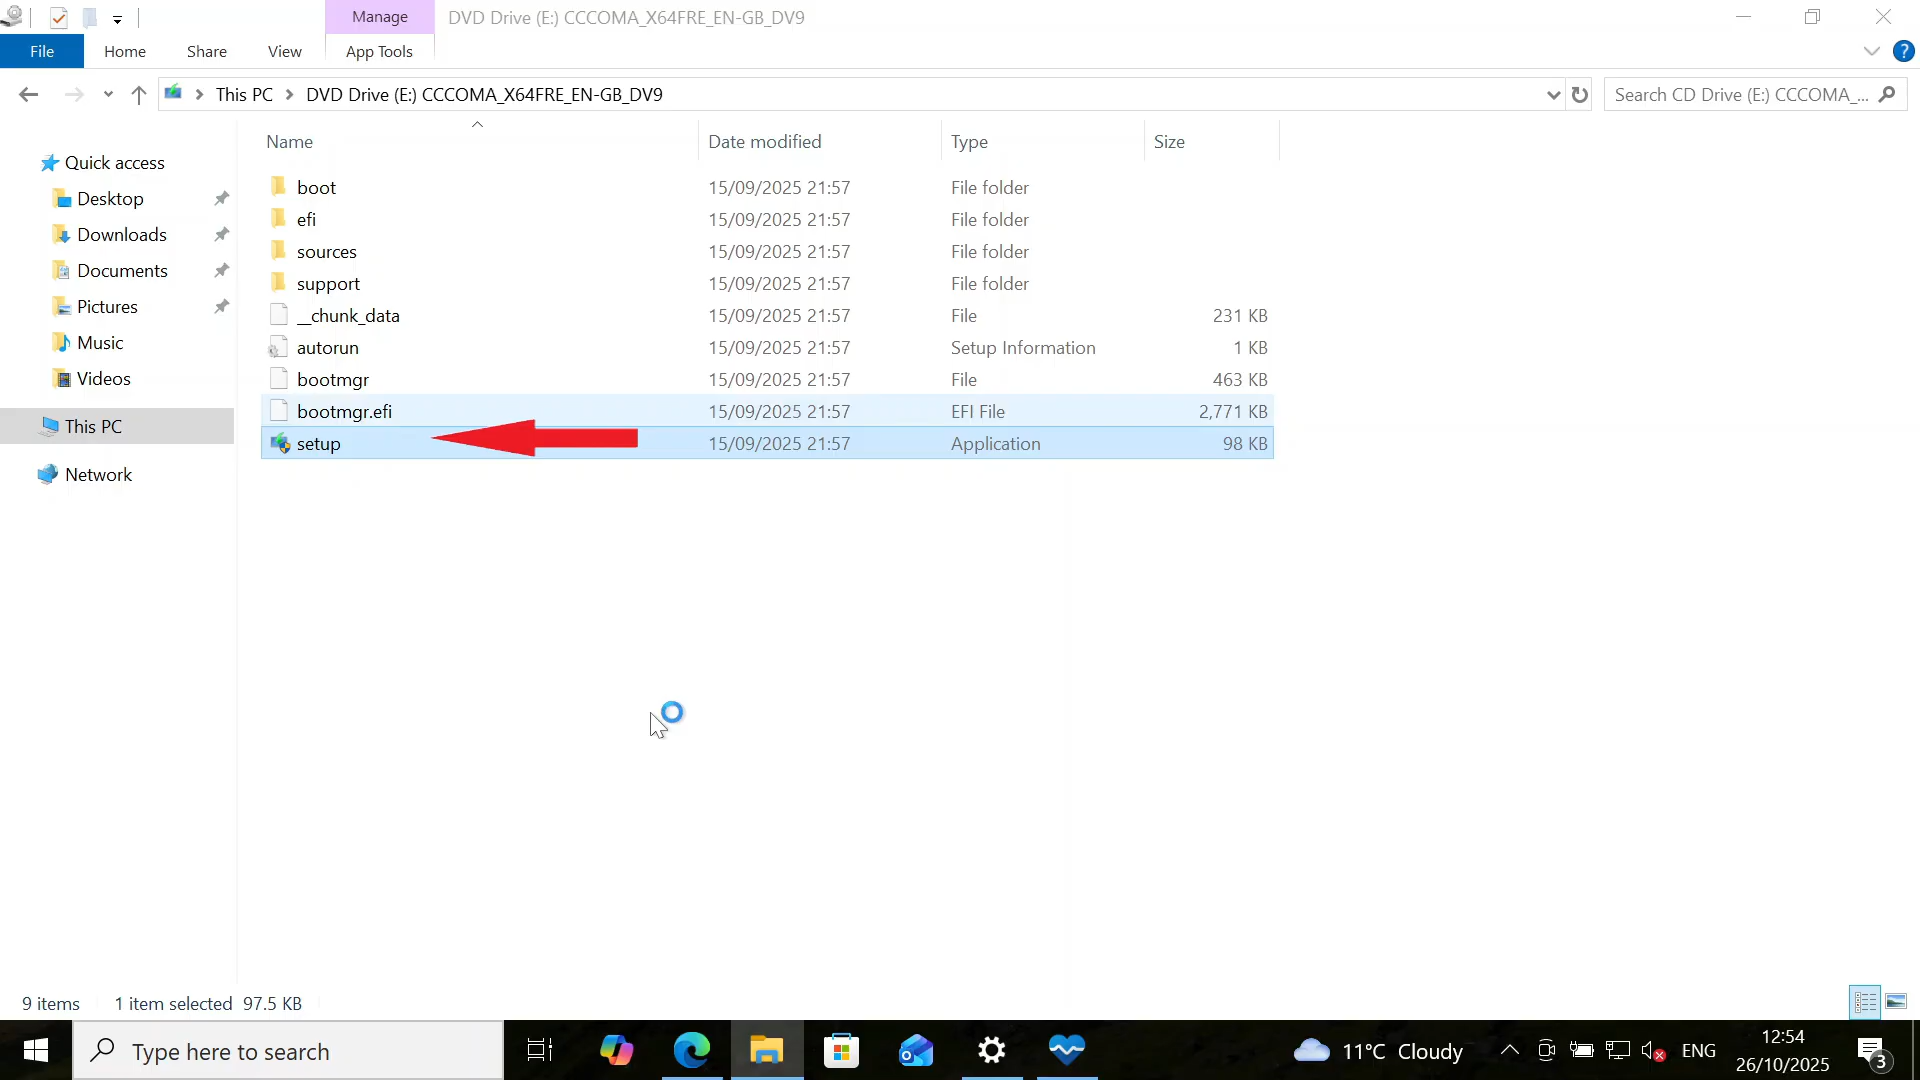 Manage
DVD Drive (E:) CCCOMA_X64FRE_EN-GB_DV9
File
Home
Share
View
App Tools
?
This PC
DVD Drive (E:) CCCOMA_X64FRE_EN-GB_DV9
Search CD Drive (E:) CCCOMA_...
Name
Date modified
Type
Size
Quick access
Desktop
Downloads
Documents
Pictures
Music
Videos
This PC
Network
boot 15/09/2025 21:57 File folder
efi 15/09/2025 21:57 File folder
sources 15/09/2025 21:57 File folder
support 15/09/2025 21:57 File folder
__chunk_data 15/09/2025 21:57 File 231 KB
autorun 15/09/2025 21:57 Setup Information 1 KB
bootmgr 15/09/2025 21:57 File 463 KB
bootmgr.efi 15/09/2025 21:57 EFI File 2,771 KB
setup 15/09/2025 21:57 Application 98 KB
9 items 1 item selected 97.5 KB
Type here to search
11°C Cloudy
ENG
12:54
26/10/2025
3